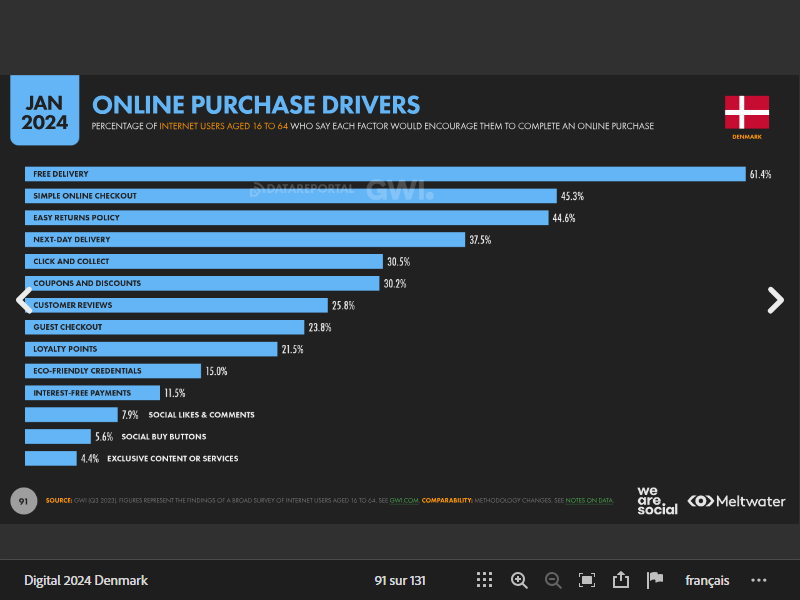 JAN
2024
ONLINE PURCHASE DRIVERS
PERCENTAGE OF INTERNET USERS AGED 16 TO 64 WHO SAY EACH FACTOR WOULD ENCOURAGE THEM TO COMPLETE AN ONLINE PURCHASE
DENMARK
FREE DELIVERY 61.4%
DATAREPORTAL GWI.
SIMPLE ONLINE CHECKOUT 45.3%
EASY RETURNS POLICY 44.6%
NEXT-DAY DELIVERY 37.5%
CLICK AND COLLECT 30.5%
COUPONS AND DISCOUNTS 30.2%
CUSTOMER REVIEWS 25.8%
GUEST CHECKOUT 23.8%
LOYALTY POINTS 21.5%
ECO-FRIENDLY CREDENTIALS 15.0%
INTEREST-FREE PAYMENTS 11.5%
7.9% SOCIAL LIKES & COMMENTS
5.6% SOCIAL BUY BUTTONS
4.4% EXCLUSIVE CONTENT OR SERVICES
91
SOURCE: GWI (Q3 2023). FIGURES REPRESENT THE FINDINGS OF A BROAD SURVEY OF INTERNET USERS AGED 16 TO 64. SEE GWI.COM. COMPARABILITY: METHODOLOGY CHANGES. SEE NOTES ON DATA.
we
are
social
Meltwater
Digital 2024 Denmark
91 sur 131
français